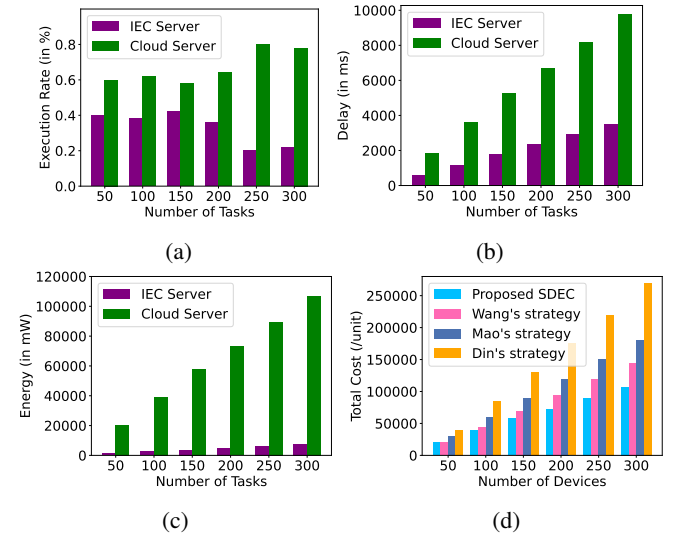 IEC Server
Cloud Server
Execution Rate (in %)
0.8
0.6
0.4
0.2
0.0
50 100 150 200 250 300
Number of Tasks
(a)
IEC Server
Cloud Server
Delay (in ms)
10000
8000
6000
4000
2000
0
50 100 150 200 250 300
Number of Tasks
(b)
IEC Server
Cloud Server
Energy (in mW)
120000
100000
80000
60000
40000
20000
0
50 100 150 200 250 300
Number of Tasks
(c)
Proposed SDEC
Wang's strategy
Mao's strategy
Din's strategy
Total Cost (/unit)
250000
200000
150000
100000
50000
0
50 100 150 200 250 300
Number of Devices
(d)